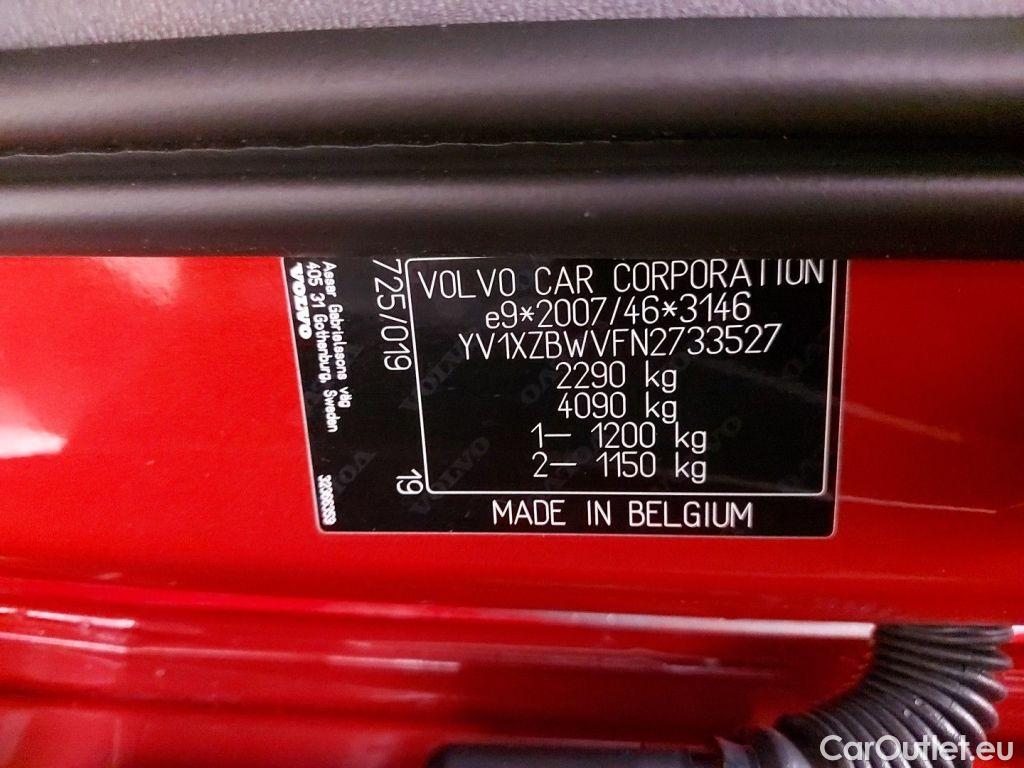 VOLVO CAR CORPORATION
e9*2007/46*3146
YV1XZBWVFN2733527
2290 kg
4090 kg
1— 1200 kg
2— 1150 kg
MADE IN BELGIUM
725/019
19
VOLVO
Assar Gabrielssons väg
405 31 Gothenburg, Sweden
CarOutlet.eu